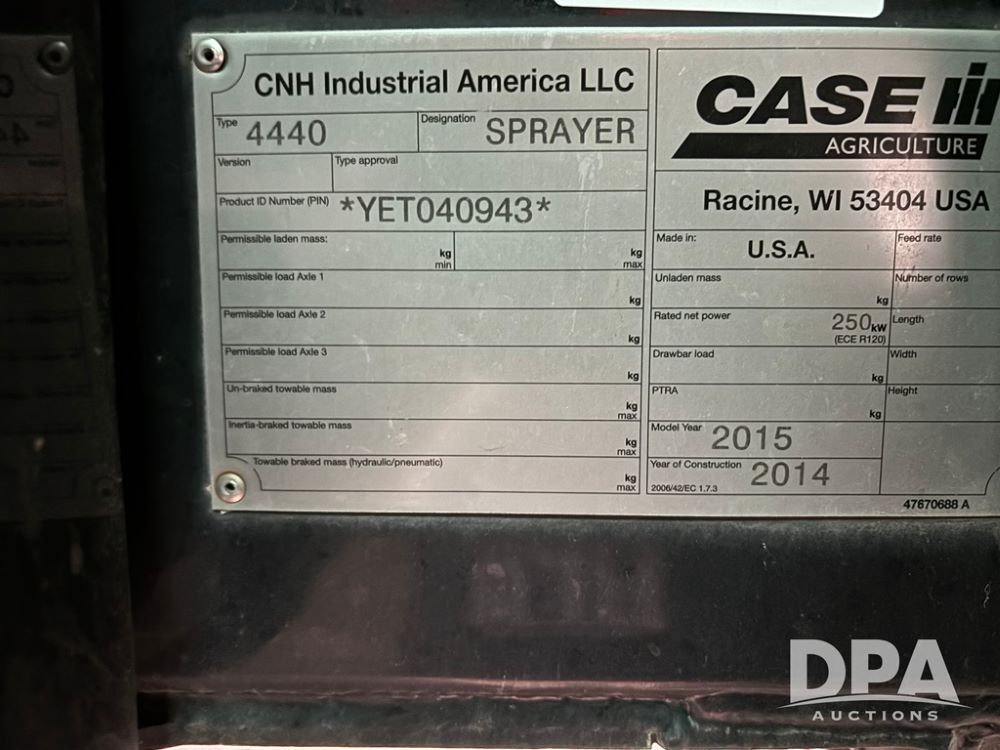 CNH Industrial America LLC
Type 4440 Designation SPRAYER
Version Type approval
Product ID Number (PIN) *YET040943*
Permissible laden mass: kg min kg max
Permissible load Axle 1 kg
Permissible load Axle 2 kg
Permissible load Axle 3 kg
Un-braked towable mass kg max
Inertia-braked towable mass kg max
Towable braked mass (hydraulic/pneumatic) kg max
CASE IH
AGRICULTURE
Racine, WI 53404 USA
Made in: U.S.A. Feed rate
Unladen mass kg Number of rows
Rated net power 250 kW (ECE R120) Length
Drawbar load kg Width
PTRA kg Height
Model Year 2015
Year of Construction 2014
2006/42/EC 1.7.3
47670688 A
DPA
AUCTIONS